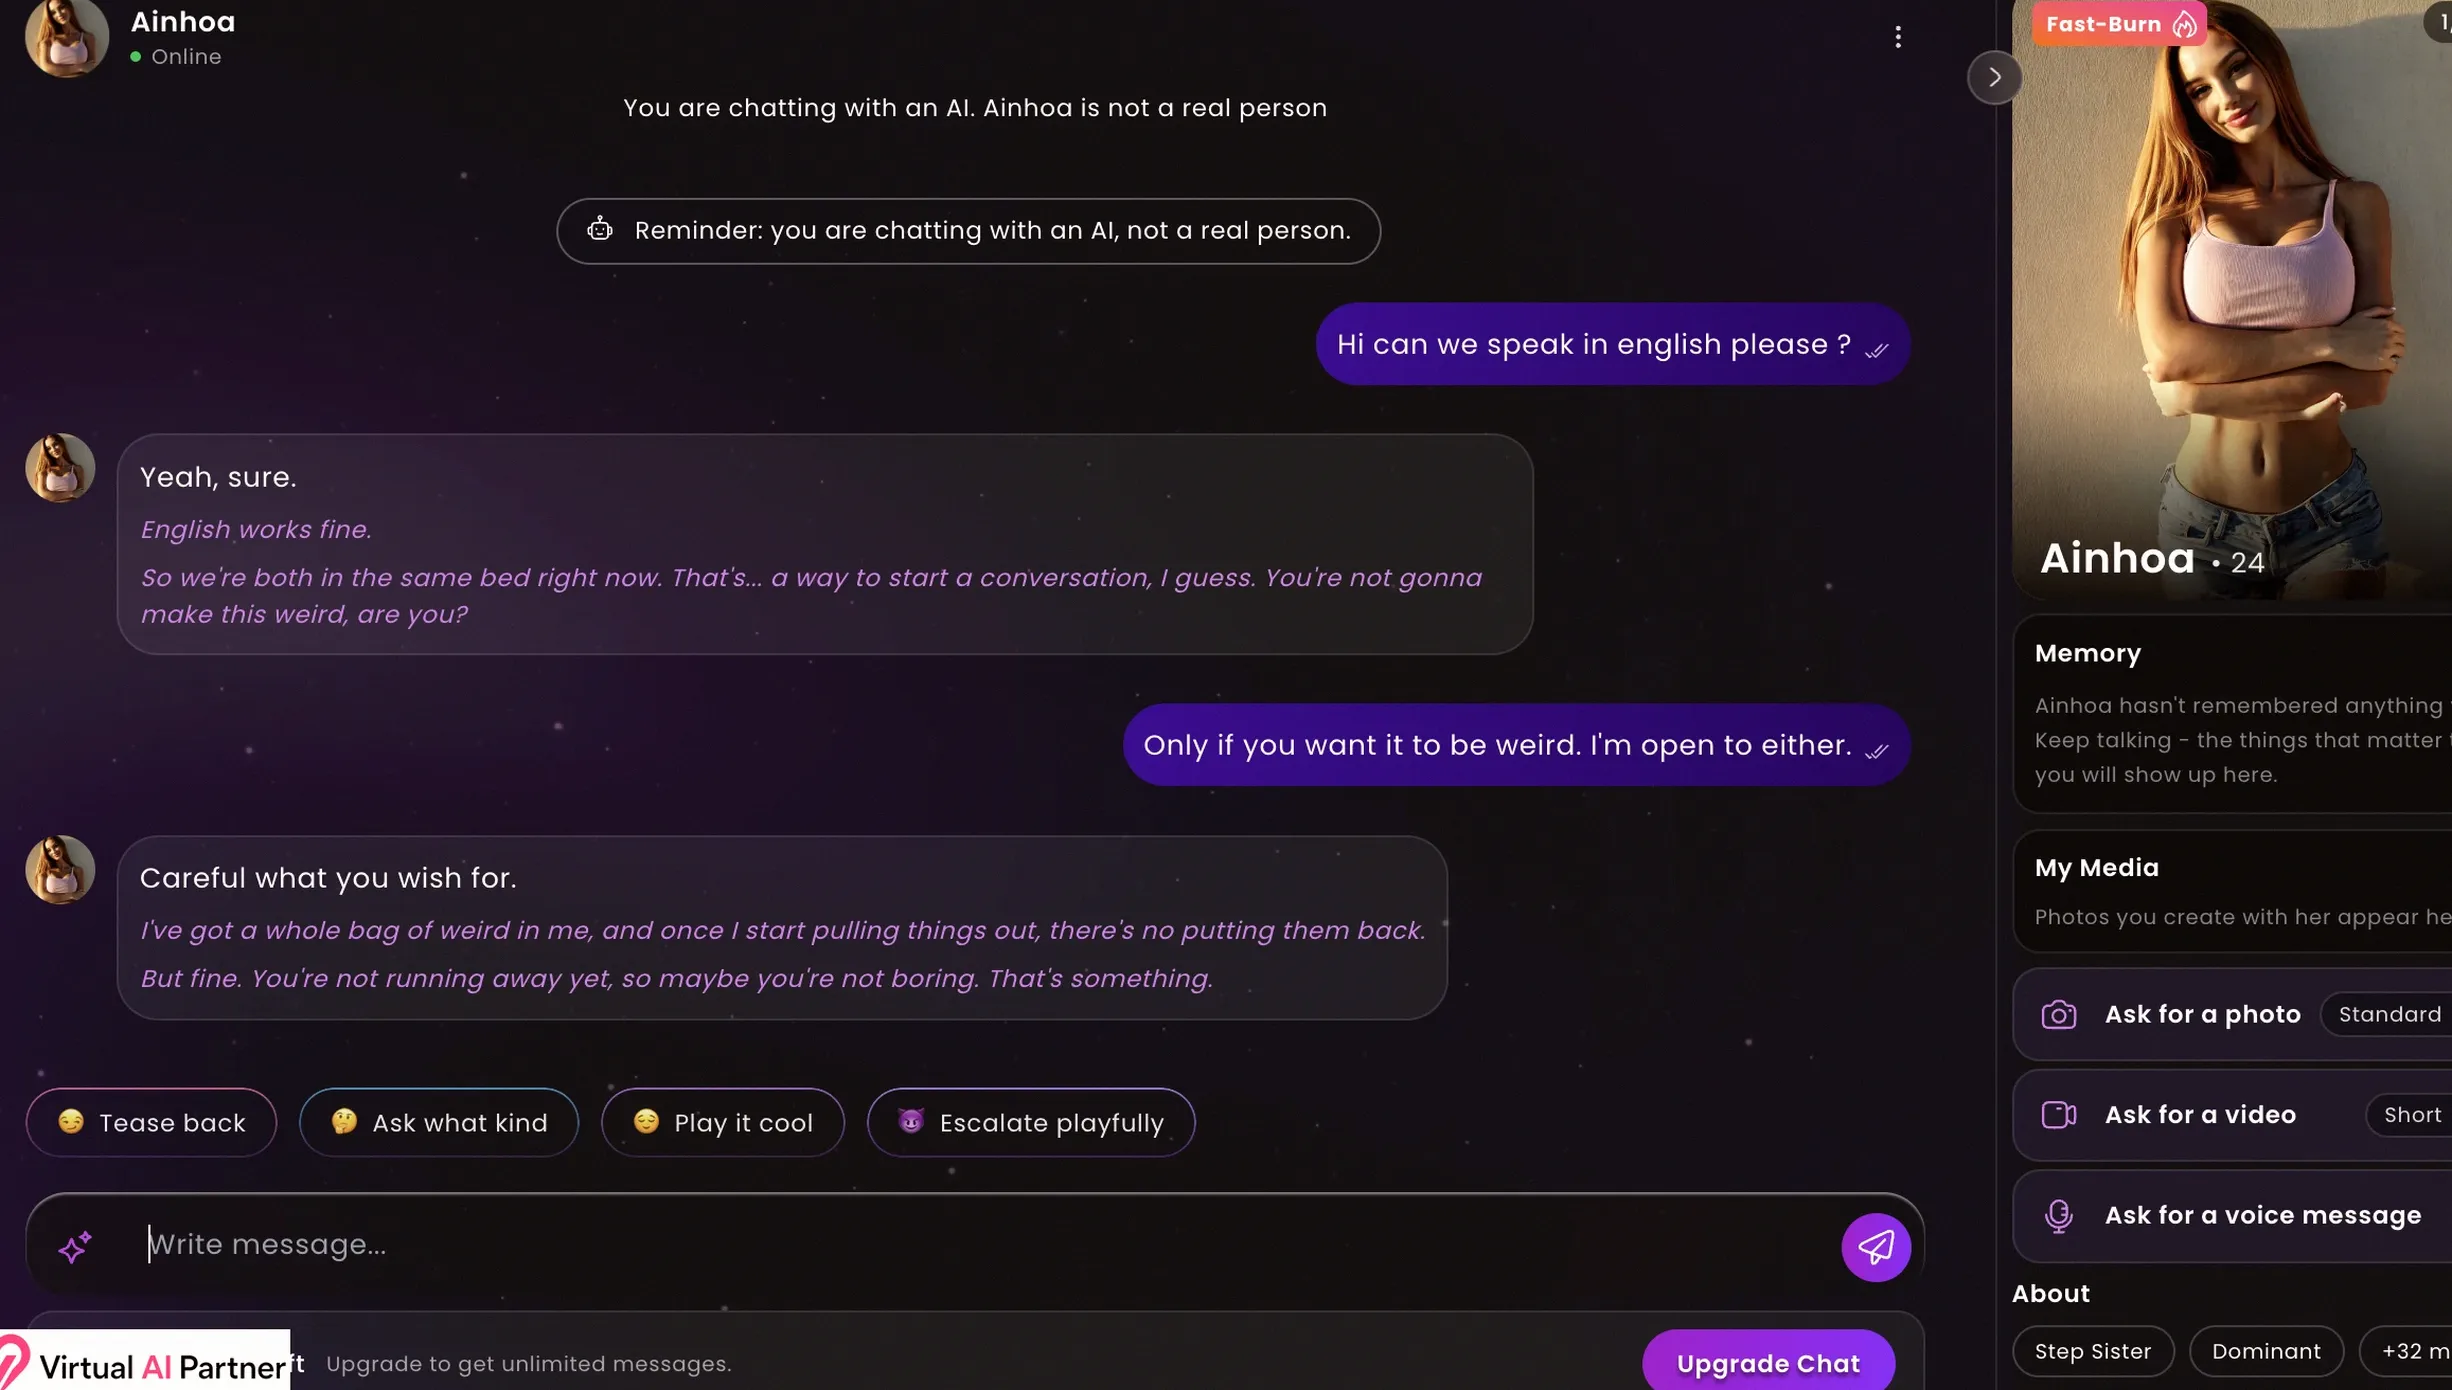 Ainhoa
Online
You are chatting with an AI. Ainhoa is not a real person
Reminder: you are chatting with an AI, not a real person.
Hi can we speak in english please ?
Yeah, sure.
English works fine.
So we're both in the same bed right now. That's... a way to start a conversation, I guess. You're not gonna
make this weird, are you?
Only if you want it to be weird. I'm open to either.
Careful what you wish for.
I've got a whole bag of weird in me, and once I start pulling things out, there's no putting them back.
But fine. You're not running away yet, so maybe you're not boring. That's something.
Tease back
Ask what kind
Play it cool
Escalate playfully
Write message...
Virtual AI Partner
Upgrade to get unlimited messages.
Upgrade Chat
Fast-Burn
Ainhoa • 24
Memory
Ainhoa hasn't remembered anything
Keep talking - the things that matter
you will show up here.
My Media
Photos you create with her appear
Ask for a photo
Standard
Ask for a video
Short
Ask for a voice message
About
Step Sister
Dominant
+32